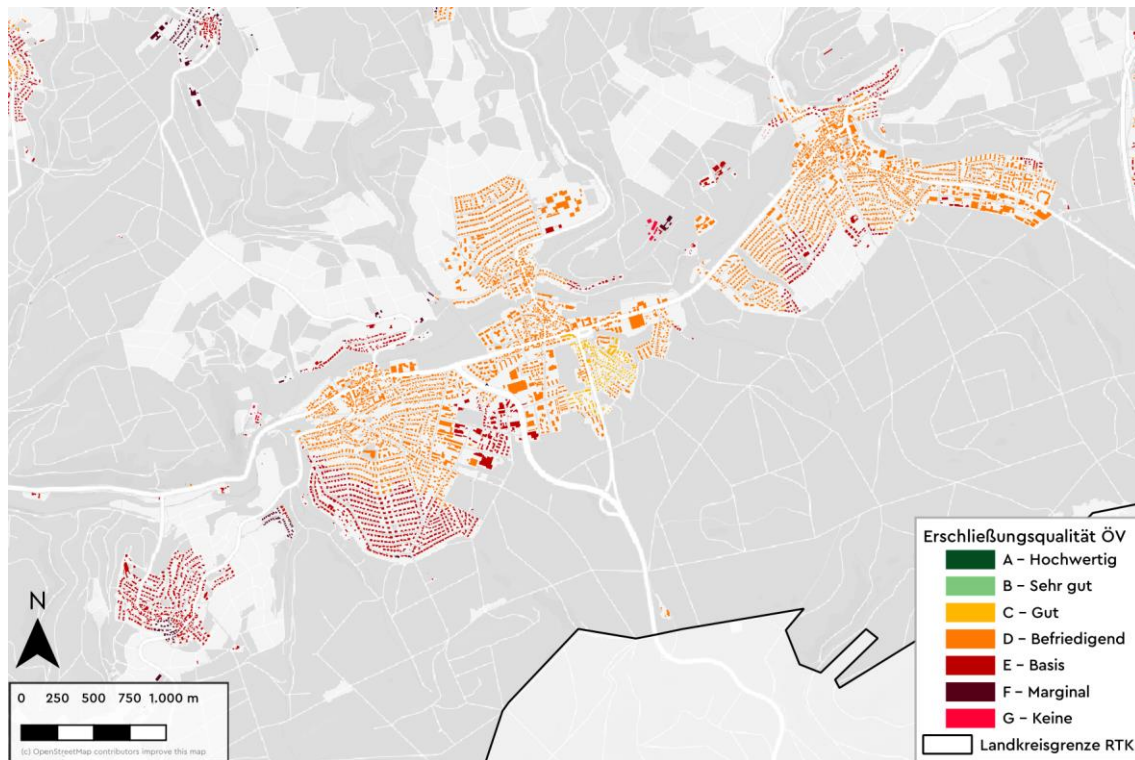 Erschließungsqualität ÖV
A – Hochwertig
B – Sehr gut
C – Gut
D – Befriedigend
E – Basis
F – Marginal
G – Keine
Landkreisgrenze RTK
N
0 250 500 750 1.000 m
(c) OpenStreetMap contributors improve this map